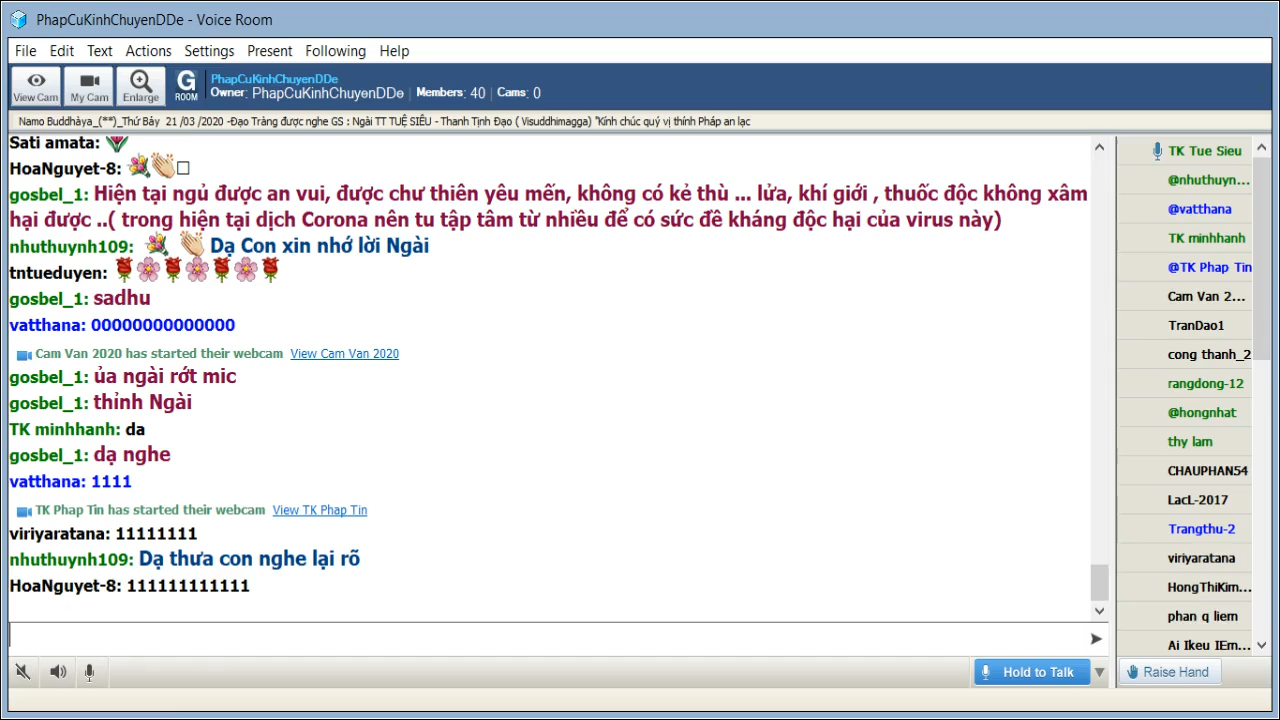 PhapCuKinhChuyenDDe - Voice Room
File Edit Text Actions Settings Present Following Help
View Cam My Cam Enlarge G ROOM PhapCuKinhChuyenDDe
Owner: PhapCuKinhChuyenDDe | Members: 40 | Cams: 0
Namo Buddhàya_(**)_Thứ Bảy 21 /03 /2020 -Đạo Tràng được nghe GS : Ngài TT TUỆ SIÊU - Thanh Tịnh Đạo ( Visuddhimagga) "Kính chúc quý vị thính Pháp an lạc
Sati amata:
HoaNguyet-8:
gosbel_1: Hiện tại ngủ được an vui, được chư thiên yêu mến, không có kẻ thù ... lửa, khí giới , thuốc độc không xâm
hại được ..( trong hiện tại dịch Corona nên tu tập tâm từ nhiều để có sức đề kháng độc hại của virus này)
nhuthuynh109: Dạ Con xin nhớ lời Ngài
tntueduyen:
gosbel_1: sadhu
vatthana: 00000000000000
Cam Van 2020 has started their webcam View Cam Van 2020
gosbel_1: ủa ngài rớt mic
gosbel_1: thỉnh Ngài
TK minhhanh: da
gosbel_1: dạ nghe
vatthana: 1111
TK Phap Tin has started their webcam View TK Phap Tin
viriyaratana: 11111111
nhuthuynh109: Dạ thưa con nghe lại rõ
HoaNguyet-8: 111111111111
TK Tue Sieu
@nhuthuyn...
@vatthana
TK minhhanh
@TK Phap Tin
Cam Van 2...
TranDao1
cong thanh_2
rangdong-12
@hongnhat
thy lam
CHAUPHAN54
LacL-2017
Trangthu-2
viriyaratana
HongThiKim...
phan q liem
Ai Ikeu IEm...
Hold to Talk
Raise Hand